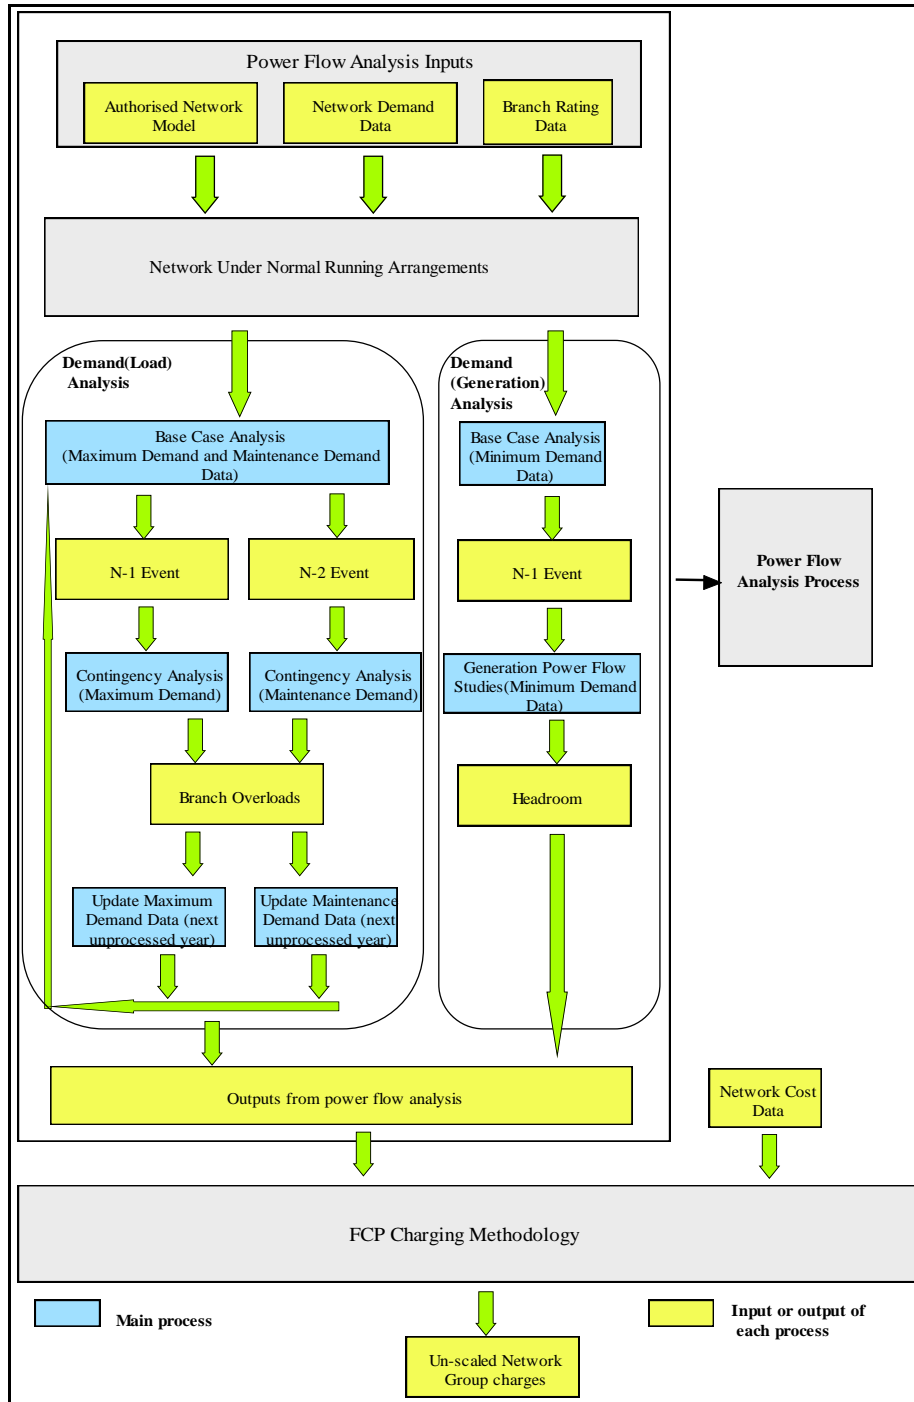 Power Flow Analysis Inputs
Authorised Network
Model
Network Demand
Data
Branch Rating
Data
Network Under Normal Running Arrangements
Demand(Load)
Analysis
Demand
(Generation)
Analysis
Base Case Analysis
(Maximum Demand and Maintenance Demand
Data)
Base Case Analysis
(Minimum Demand
Data)
N-1 Event
N-2 Event
N-1 Event
Power Flow
Analysis Process
Contingency Analysis
(Maximum Demand)
Contingency Analysis
(Maintenance Demand)
Generation Power Flow
Studies(Minimum Demand
Data)
Branch Overloads
Headroom
Update Maximum
Demand Data (next
unprocessed year)
Update Maintenance
Demand Data (next
unprocessed year)
Outputs from power flow analysis
Network Cost
Data
FCP Charging Methodology
Main process
Input or output of
each process
Un-scaled Network
Group charges